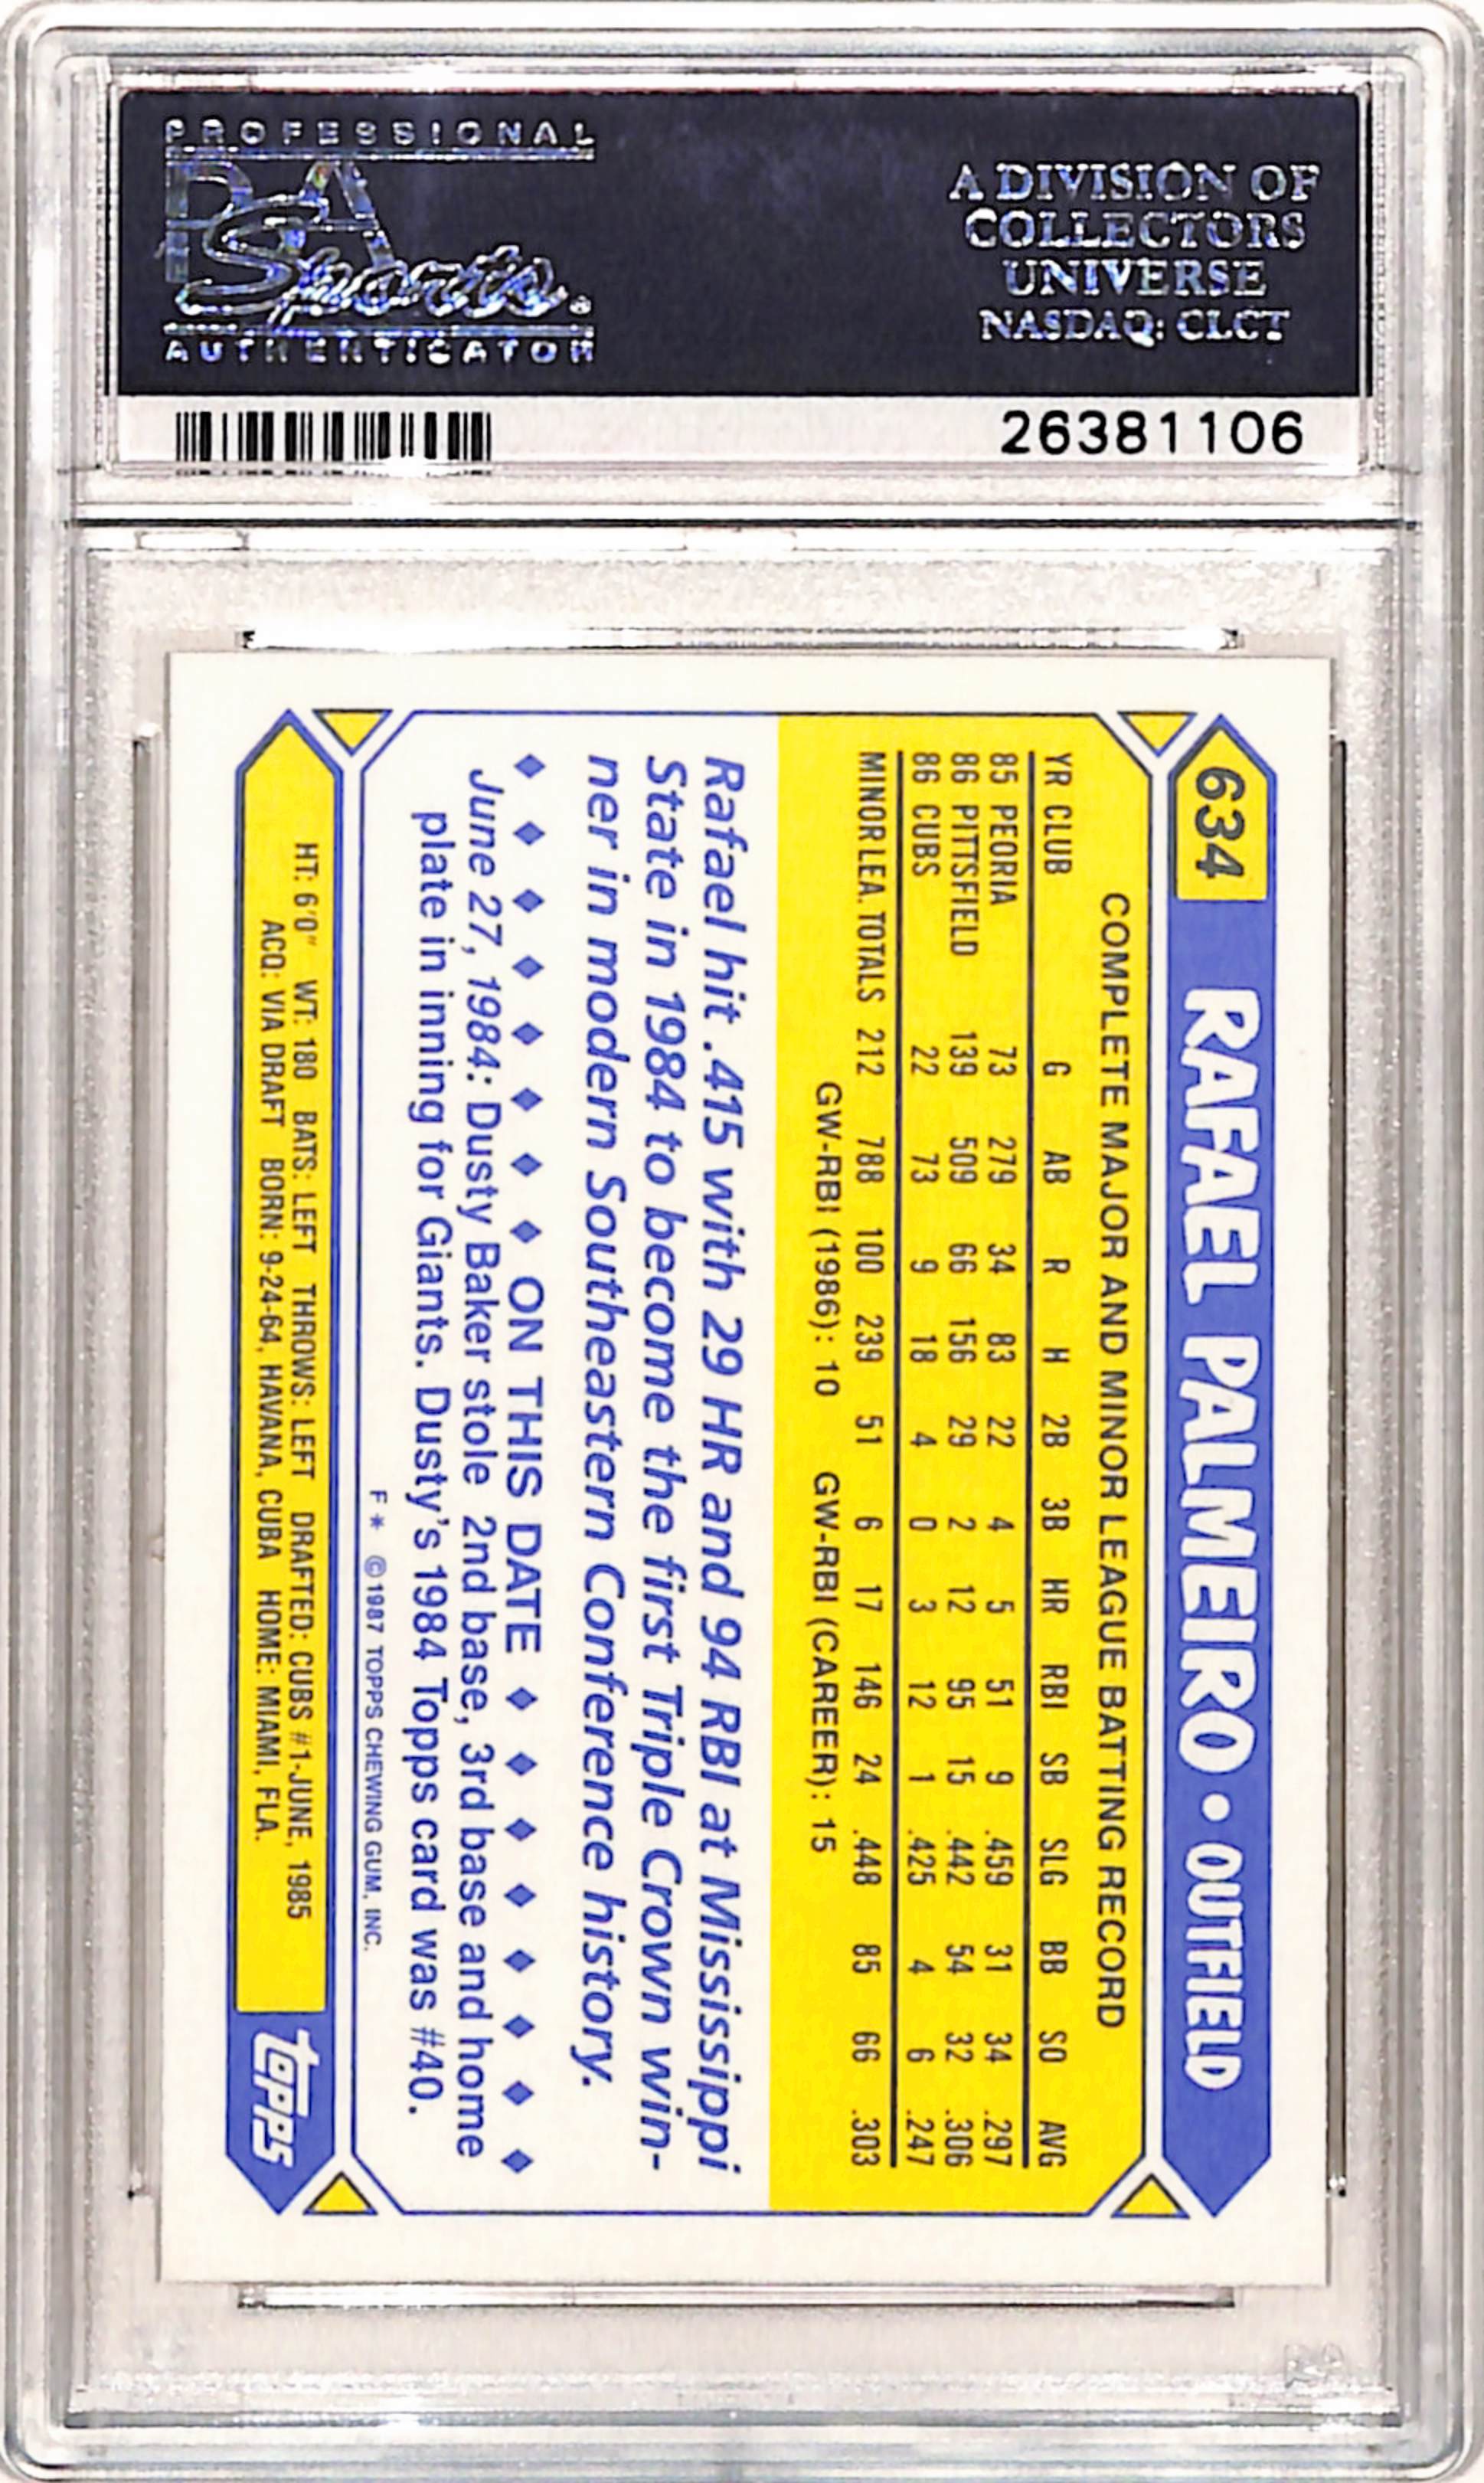 PROFESSIONAL
PSA
Sports®
AUTHENTICATOR
A DIVISION OF
COLLECTORS
UNIVERSE
NASDAQ: CLCT
26381106
634 RAFAEL PALMEIRO • OUTFIELD
COMPLETE MAJOR AND MINOR LEAGUE BATTING RECORD
YR CLUB G AB R H 2B 3B HR RBI SB SLG BB SO AVG
85 PEORIA 73 279 34 83 22 4 5 51 9 .459 31 34 .297
86 PITTSFIELD 139 509 66 156 29 2 12 95 15 .442 54 32 .306
86 CUBS 22 73 9 18 4 0 3 12 1 .425 4 6 .247
MINOR LEA. TOTALS 212 788 100 239 51 6 17 146 24 .448 85 66 .303
GW-RBI (1986): 10 GW-RBI (CAREER): 15
Rafael hit .415 with 29 HR and 94 RBI at Mississippi
State in 1984 to become the first Triple Crown win-
ner in modern Southeastern Conference history.
◆ ◆ ◆ ◆ ◆ ◆ ◆ ◆ ON THIS DATE ◆ ◆ ◆ ◆ ◆ ◆ ◆ ◆
June 27, 1984: Dusty Baker stole 2nd base, 3rd base and home
plate in inning for Giants. Dusty's 1984 Topps card was #40.
F * © 1987 TOPPS CHEWING GUM, INC.
HT: 6'0" WT: 180 BATS: LEFT THROWS: LEFT DRAFTED: CUBS #1-JUNE, 1985
ACQ: VIA DRAFT BORN: 9-24-64, HAVANA, CUBA HOME: MIAMI, FLA.
topps